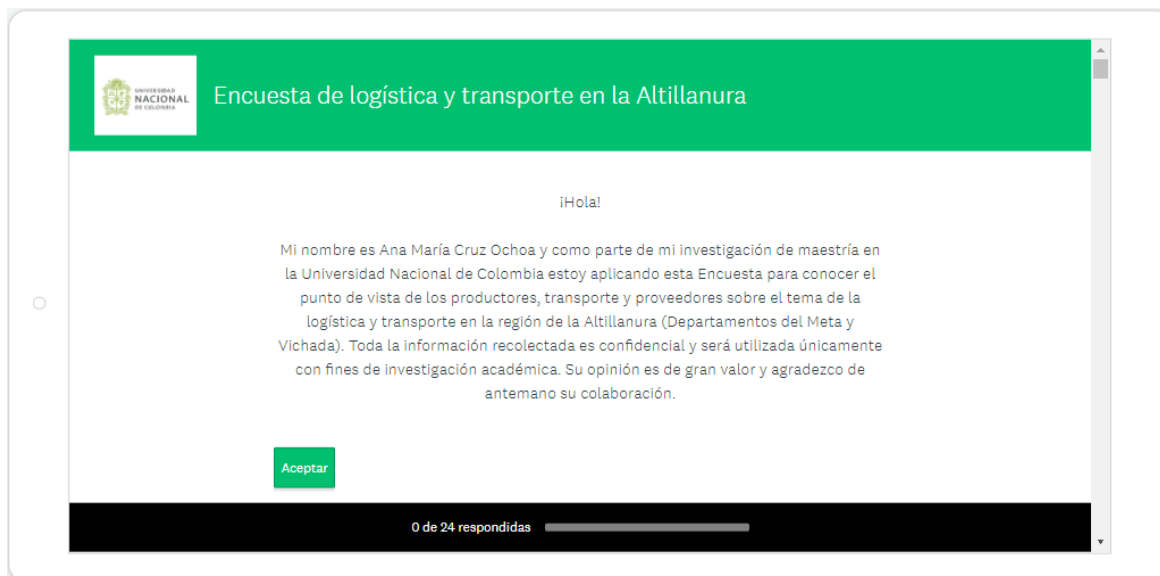 UNIVERSIDAD
NACIONAL
DE COLOMBIA
Encuesta de logística y transporte en la Altillanura
¡Hola!
Mi nombre es Ana María Cruz Ochoa y como parte de mi investigación de maestría en
la Universidad Nacional de Colombia estoy aplicando esta Encuesta para conocer el
punto de vista de los productores, transporte y proveedores sobre el tema de la
logística y transporte en la región de la Altillanura (Departamentos del Meta y
Vichada). Toda la información recolectada es confidencial y será utilizada únicamente
con fines de investigación académica. Su opinión es de gran valor y agradezco de
antemano su colaboración.
Aceptar
0 de 24 respondidas